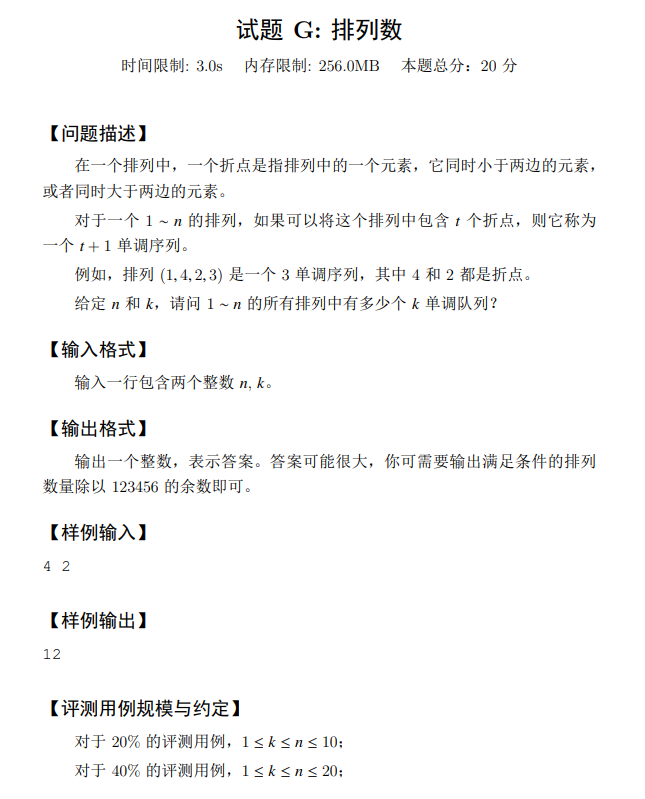 试题 G: 排列数
时间限制: 3.0s 内存限制: 256.0MB 本题总分：20 分
【问题描述】
在一个排列中，一个折点是指排列中的一个元素，它同时小于两边的元素，
或者同时大于两边的元素。
对于一个 1 ∼ n 的排列，如果可以将这个排列中包含 t 个折点，则它称为
一个 t + 1 单调序列。
例如，排列 (1, 4, 2, 3) 是一个 3 单调序列，其中 4 和 2 都是折点。
给定 n 和 k，请问 1 ∼ n 的所有排列中有多少个 k 单调队列？
【输入格式】
输入一行包含两个整数 n, k。
【输出格式】
输出一个整数，表示答案。答案可能很大，你可需要输出满足条件的排列
数量除以 123456 的余数即可。
【样例输入】
4 2
【样例输出】
12
【评测用例规模与约定】
对于 20% 的评测用例，1 ≤ k ≤ n ≤ 10；
对于 40% 的评测用例，1 ≤ k ≤ n ≤ 20；